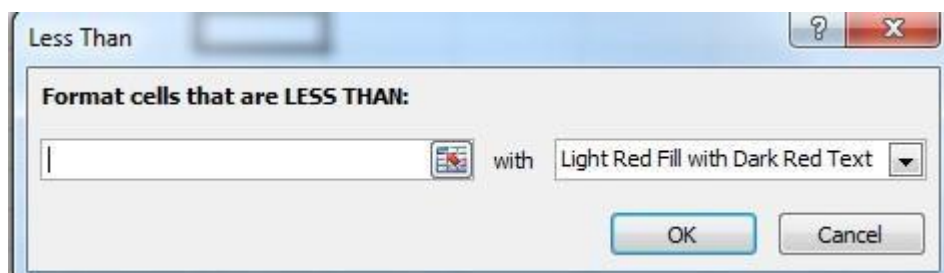 Less Than
Format cells that are LESS THAN:
with Light Red Fill with Dark Red Text
OK Cancel